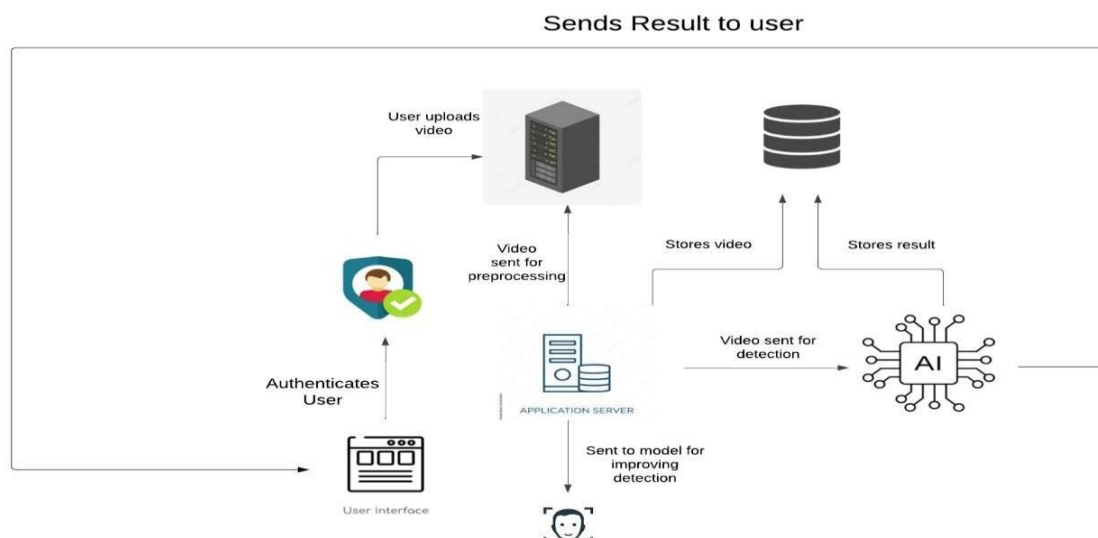 Sends Result to user
User uploads
video
Video
sent for
preprocessing
Stores video
Stores result
Authenticates
User
APPLICATION SERVER
Video sent for
detection
AI
Sent to model for
improving
detection
User interface